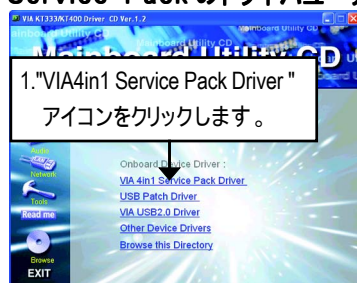 Service Pack のドライバユー
VIA KT333/KT400 Driver CD Ver.1.2
Mainboard Utility CD
1."VIA4in1 Service Pack Driver "
アイコンをクリックします。
Audio
Network
Tools
Read me
Browse
EXIT
Onboard Device Driver :
VIA 4in1 Service Pack Driver
USB Patch Driver
VIA USB2.0 Driver
Other Device Drivers
Browse this Directory